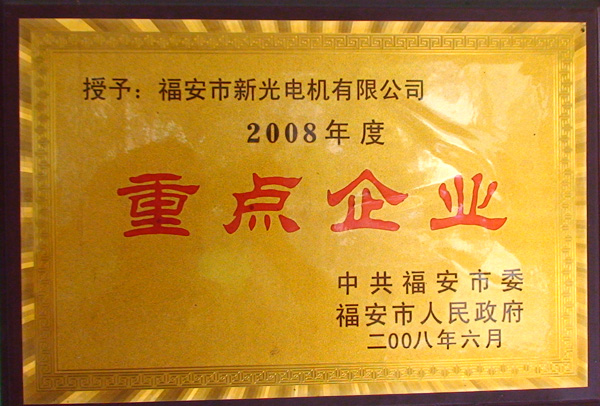 授予：福安市新光电机有限公司
2008年度
重点企业
中共福安市委
福安市人民政府
二00八年六月